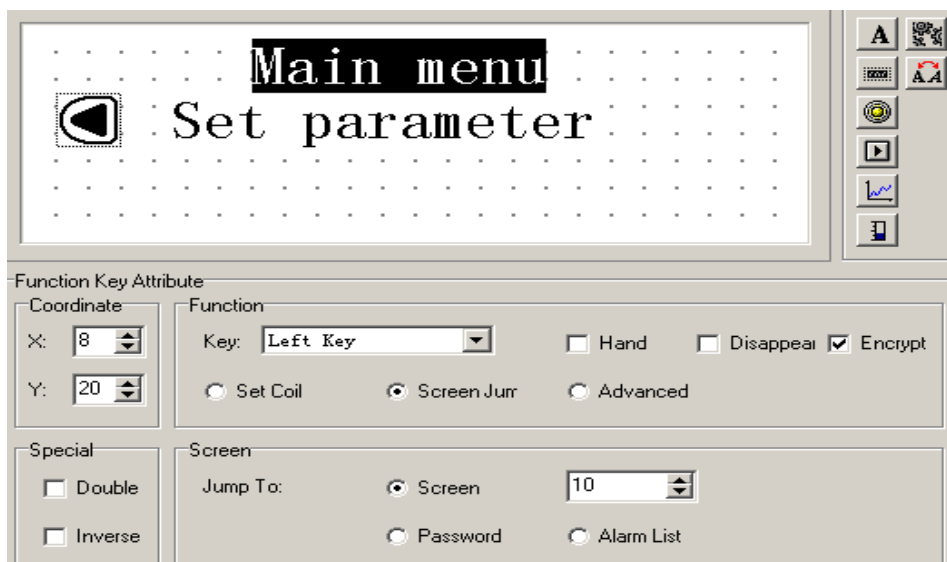 Main menu
Set parameter
A
A A
Function Key Attribute
Coordinate
Function
X: 8
Key: Left Key
Hand
Disappear
Encrypt
Y: 20
Set Coil
Screen Jum
Advanced
Special
Screen
Double
Jump To:
Screen
10
Inverse
Password
Alarm List